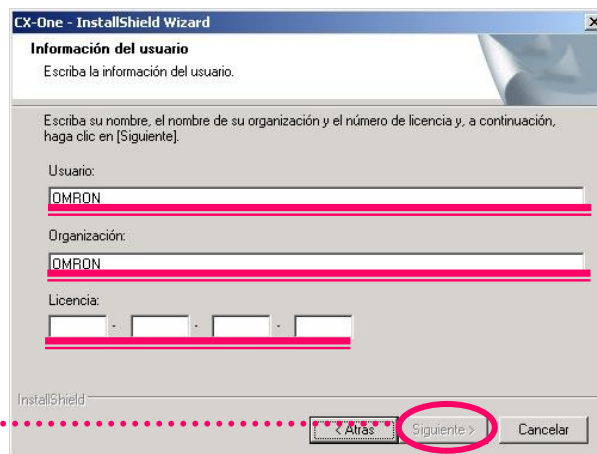 CX-One - InstallShield Wizard
Información del usuario
Escriba la información del usuario.
Escriba su nombre, el nombre de su organización y el número de licencia y, a continuación,
haga clic en [Siguiente].
Usuario:
OMRON
Organización:
OMRON
Licencia:
- - -
InstallShield
< Atrás Siguiente > Cancelar